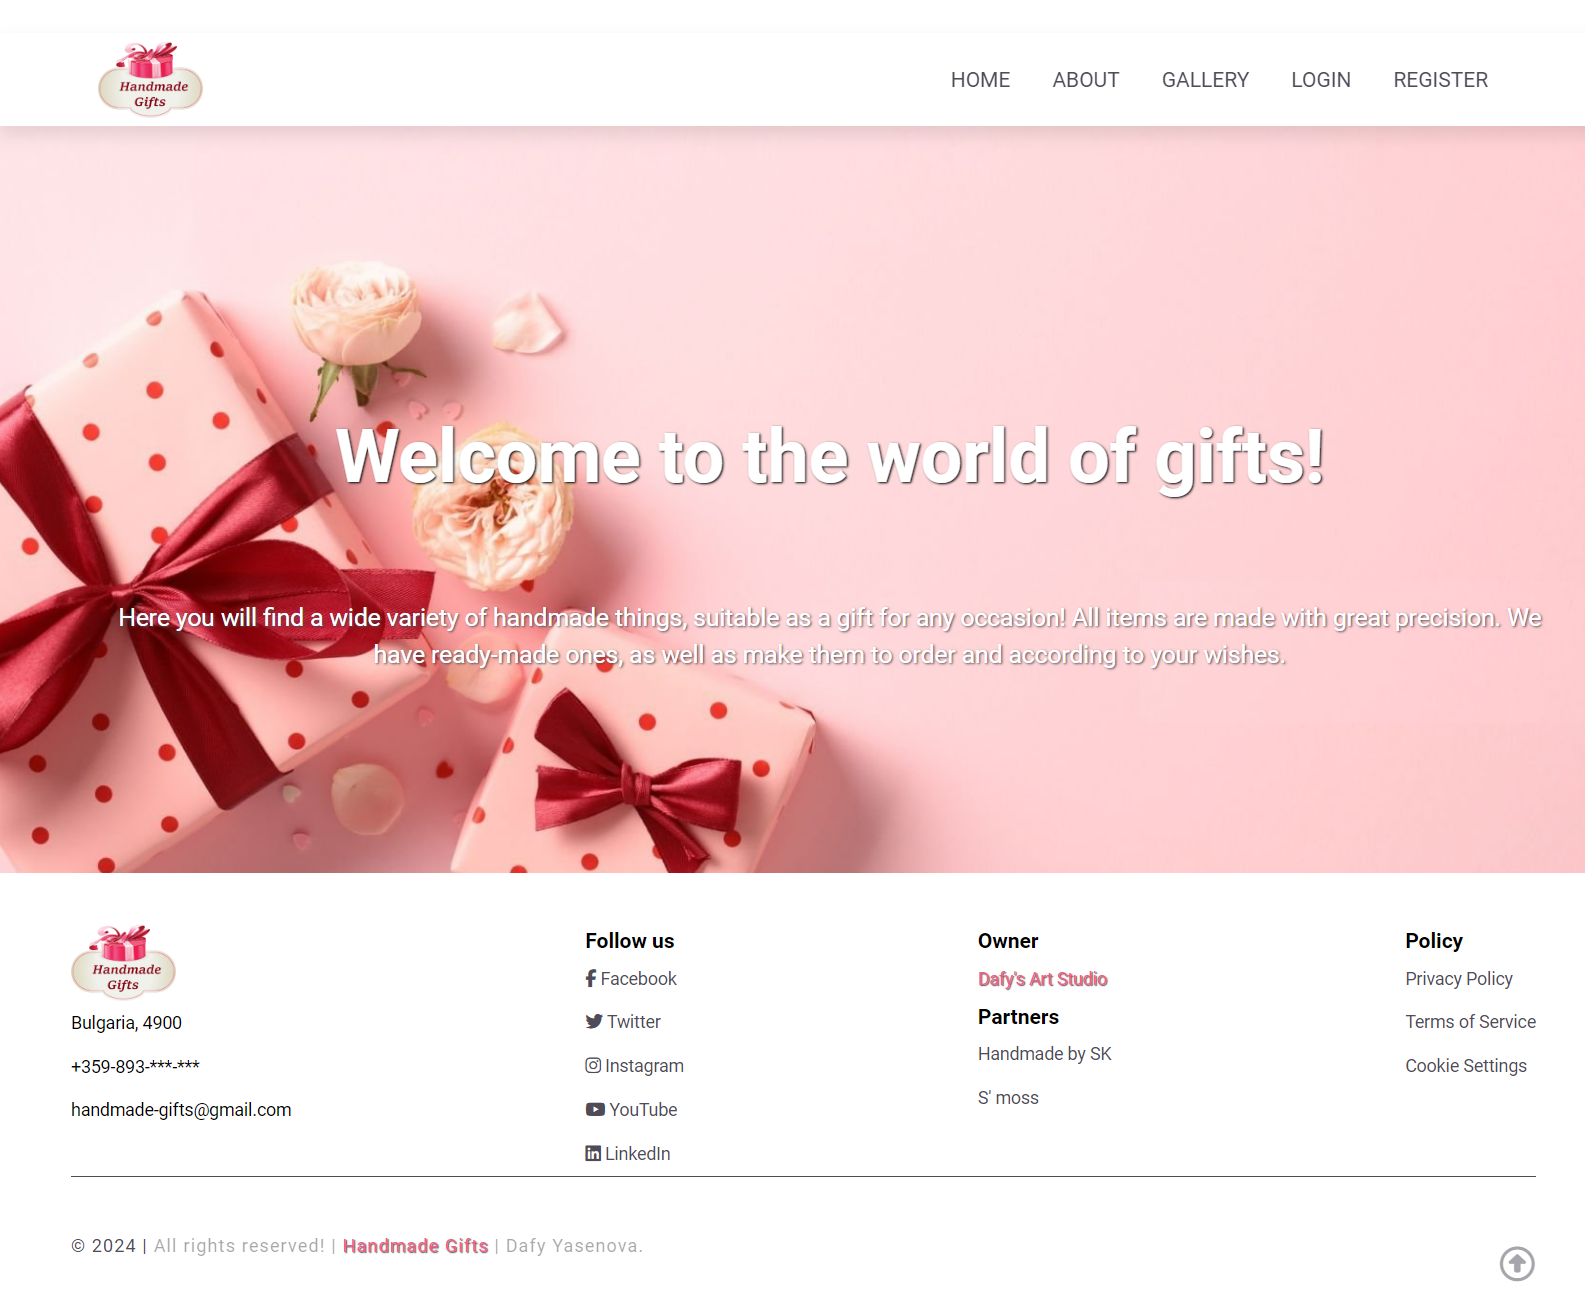 Handmade
Gifts
HOME ABOUT GALLERY LOGIN REGISTER
Welcome to the world of gifts!
Here you will find a wide variety of handmade things, suitable as a gift for any occasion! All items are made with great precision. We
have ready-made ones, as well as make them to order and according to your wishes.
Handmade
Gifts
Bulgaria, 4900
+359-893-***-***
handmade-gifts@gmail.com
Follow us
Facebook
Twitter
Instagram
YouTube
LinkedIn
Owner
Dafy's Art Studio
Partners
Handmade by SK
S' moss
Policy
Privacy Policy
Terms of Service
Cookie Settings
© 2024 | All rights reserved! | Handmade Gifts | Dafy Yasenova.